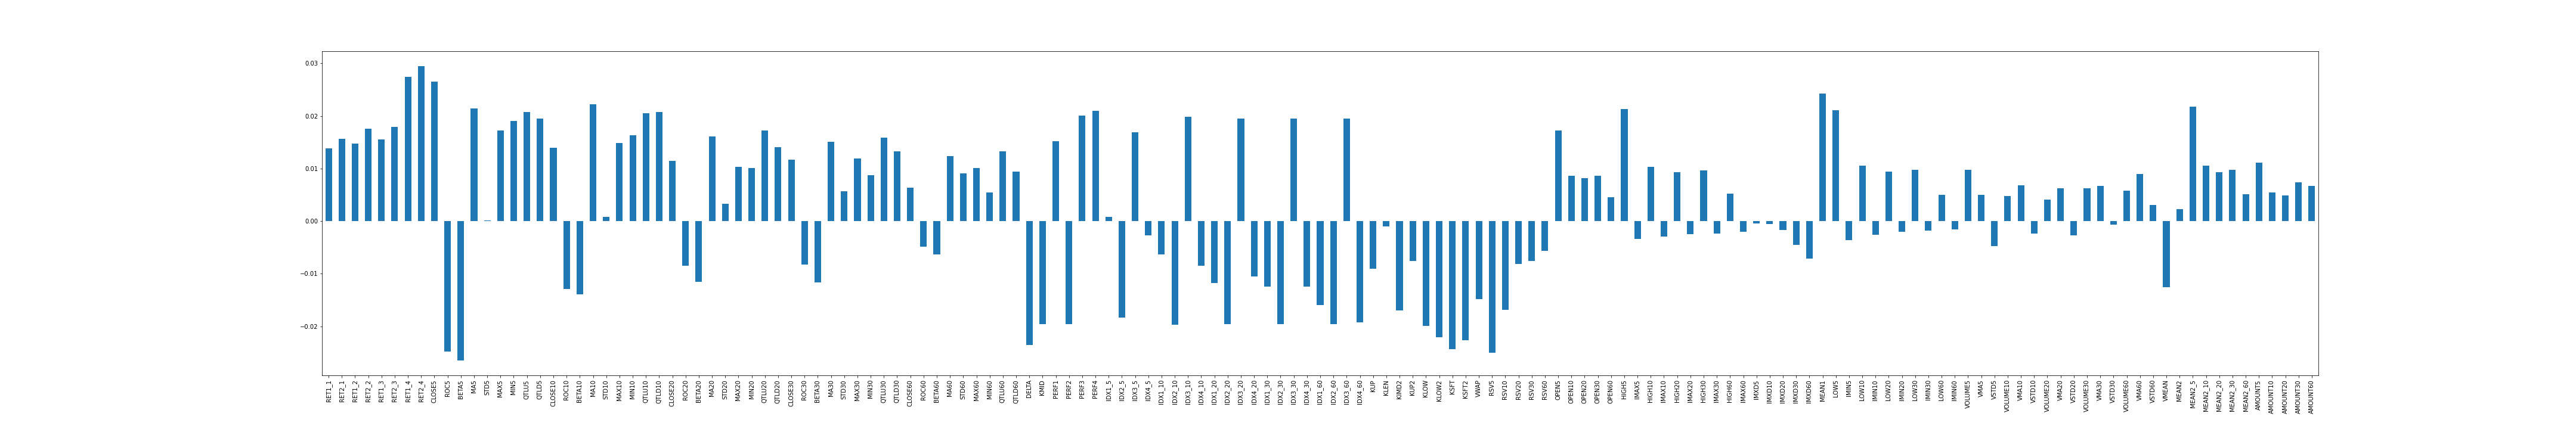 0.03
0.02
0.01
0.00
−0.01
−0.02
RET1_1
RET2_1
RET1_2
RET2_2
RET1_3
RET2_3
RET1_4
RET2_4
CLOSE5
ROC5
BETA5
MA5
STD5
MAX5
MIN5
QTLU5
QTLD5
CLOSE10
ROC10
BETA10
MA10
STD10
MAX10
MIN10
QTLU10
QTLD10
CLOSE20
ROC20
BETA20
MA20
STD20
MAX20
MIN20
QTLU20
QTLD20
CLOSE30
ROC30
BETA30
MA30
STD30
MAX30
MIN30
QTLU30
QTLD30
CLOSE60
ROC60
BETA60
MA60
STD60
MAX60
MIN60
QTLU60
QTLD60
DELTA
KMID
PERF1
PERF2
PERF3
PERF4
IDX1_5
IDX2_5
IDX3_5
IDX4_5
IDX1_10
IDX2_10
IDX3_10
IDX4_10
IDX1_20
IDX2_20
IDX3_20
IDX4_20
IDX1_30
IDX2_30
IDX3_30
IDX4_30
IDX1_60
IDX2_60
IDX3_60
IDX4_60
KUP
KLEN
KMID2
KUP2
KLOW
KLOW2
KSFT
KSFT2
VWAP
RSV5
RSV10
RSV20
RSV30
RSV60
OPEN5
OPEN10
OPEN20
OPEN30
OPEN60
HIGH5
IMAX5
HIGH10
IMAX10
HIGH20
IMAX20
HIGH30
IMAX30
HIGH60
IMAX60
IMXD5
IMXD10
IMXD20
IMXD30
IMXD60
MEAN1
LOW5
IMIN5
LOW10
IMIN10
LOW20
IMIN20
LOW30
IMIN30
LOW60
IMIN60
VOLUME5
VMA5
VSTD5
VOLUME10
VMA10
VSTD10
VOLUME20
VMA20
VSTD20
VOLUME30
VMA30
VSTD30
VOLUME60
VMA60
VSTD60
VMEAN
MEAN2
MEAN2_5
MEAN2_10
MEAN2_20
MEAN2_30
MEAN2_60
AMOUNT5
AMOUNT10
AMOUNT20
AMOUNT30
AMOUNT60